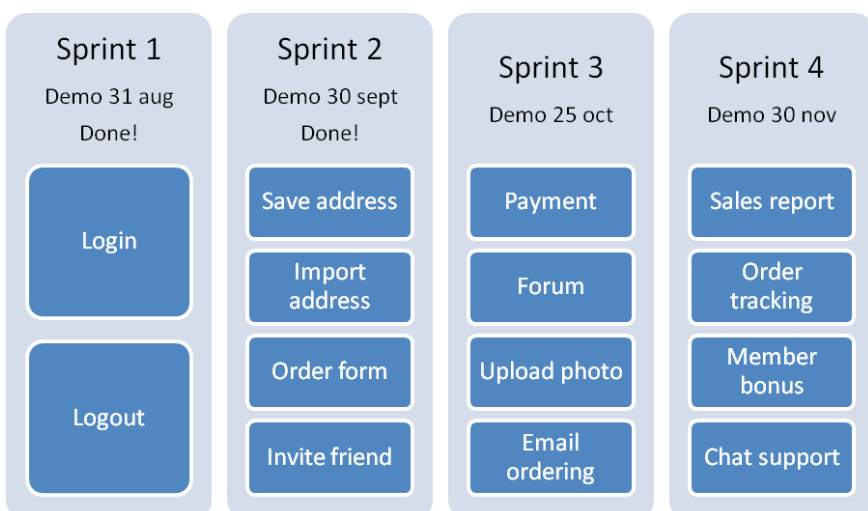 Sprint 1
Demo 31 aug
Done!
Login
Logout
Sprint 2
Demo 30 sept
Done!
Save address
Import
address
Order form
Invite friend
Sprint 3
Demo 25 oct
Payment
Forum
Upload photo
Email
ordering
Sprint 4
Demo 30 nov
Sales report
Order
tracking
Member
bonus
Chat support